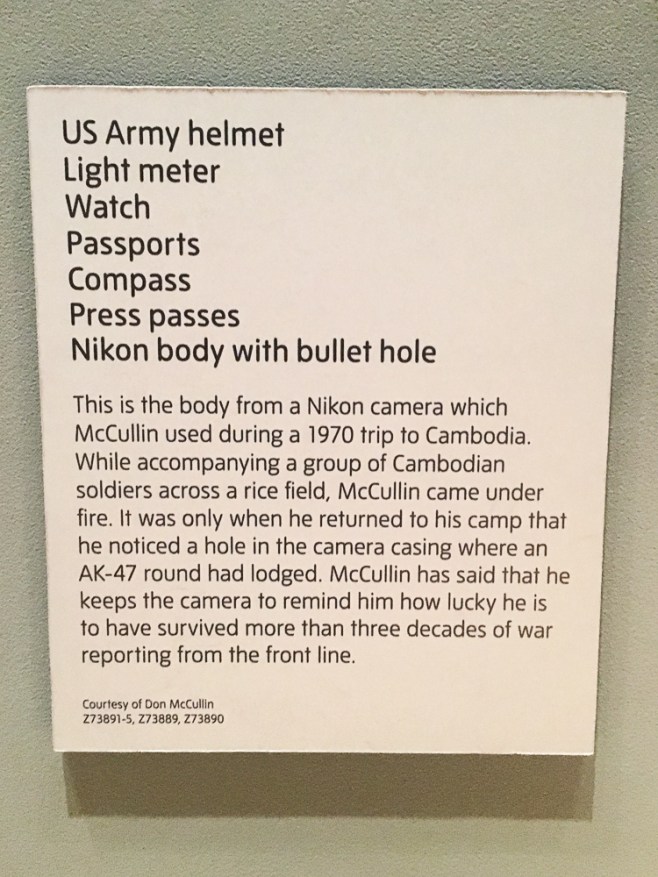 US Army helmet
Light meter
Watch
Passports
Compass
Press passes
Nikon body with bullet hole
This is the body from a Nikon camera which
McCullin used during a 1970 trip to Cambodia.
While accompanying a group of Cambodian
soldiers across a rice field, McCullin came under
fire. It was only when he returned to his camp that
he noticed a hole in the camera casing where an
AK-47 round had lodged. McCullin has said that he
keeps the camera to remind him how lucky he is
to have survived more than three decades of war
reporting from the front line.
Courtesy of Don McCullin
Z73891-5, Z73889, Z73890